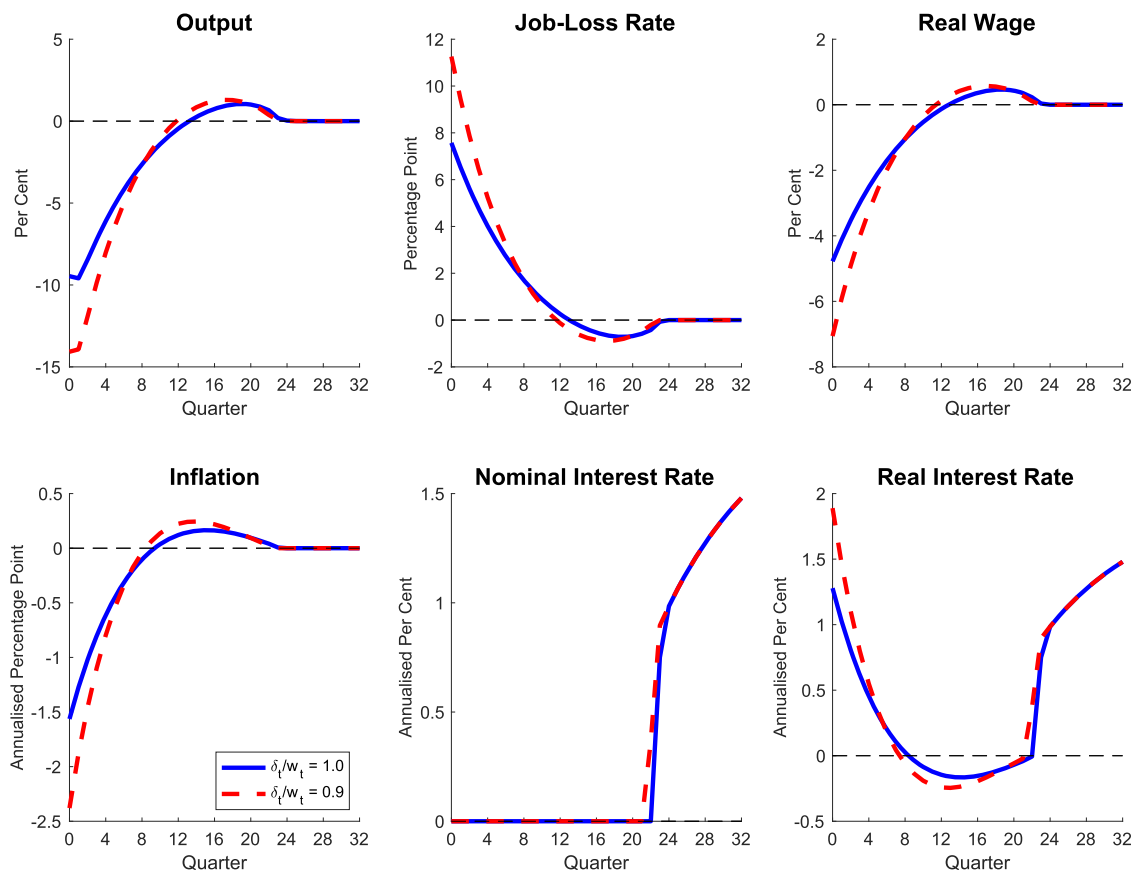 Output
Per Cent
5
0
-5
-10
-15
0 4 8 12 16 20 24 28 32
Quarter
Job-Loss Rate
Percentage Point
12
10
8
6
4
2
0
-2
0 4 8 12 16 20 24 28 32
Quarter
Real Wage
Per Cent
2
0
-2
-4
-6
-8
0 4 8 12 16 20 24 28 32
Quarter
Inflation
Annualised Percentage Point
0.5
0
-0.5
-1
-1.5
-2
-2.5
0 4 8 12 16 20 24 28 32
Quarter
δt/wt = 1.0
δt/wt = 0.9
Nominal Interest Rate
Annualised Per Cent
1.5
1
0.5
0
0 4 8 12 16 20 24 28 32
Quarter
Real Interest Rate
Annualised Per Cent
2
1.5
1
0.5
0
-0.5
0 4 8 12 16 20 24 28 32
Quarter